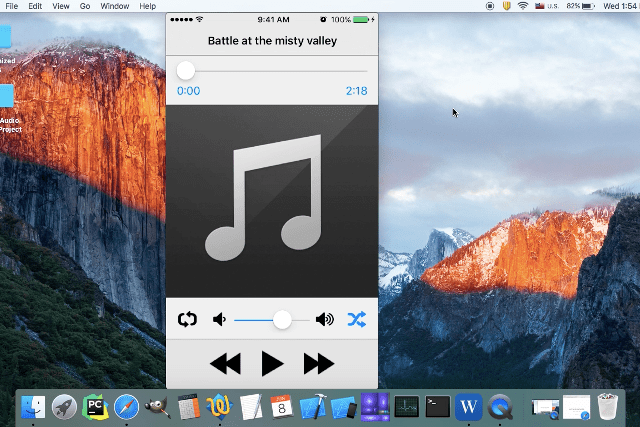 File Edit View Go Window Help
U.S. 82% Wed 1:54
9:41 AM 100%
Battle at the misty valley
0:00 2:18
Audio
Project
PC
8
W